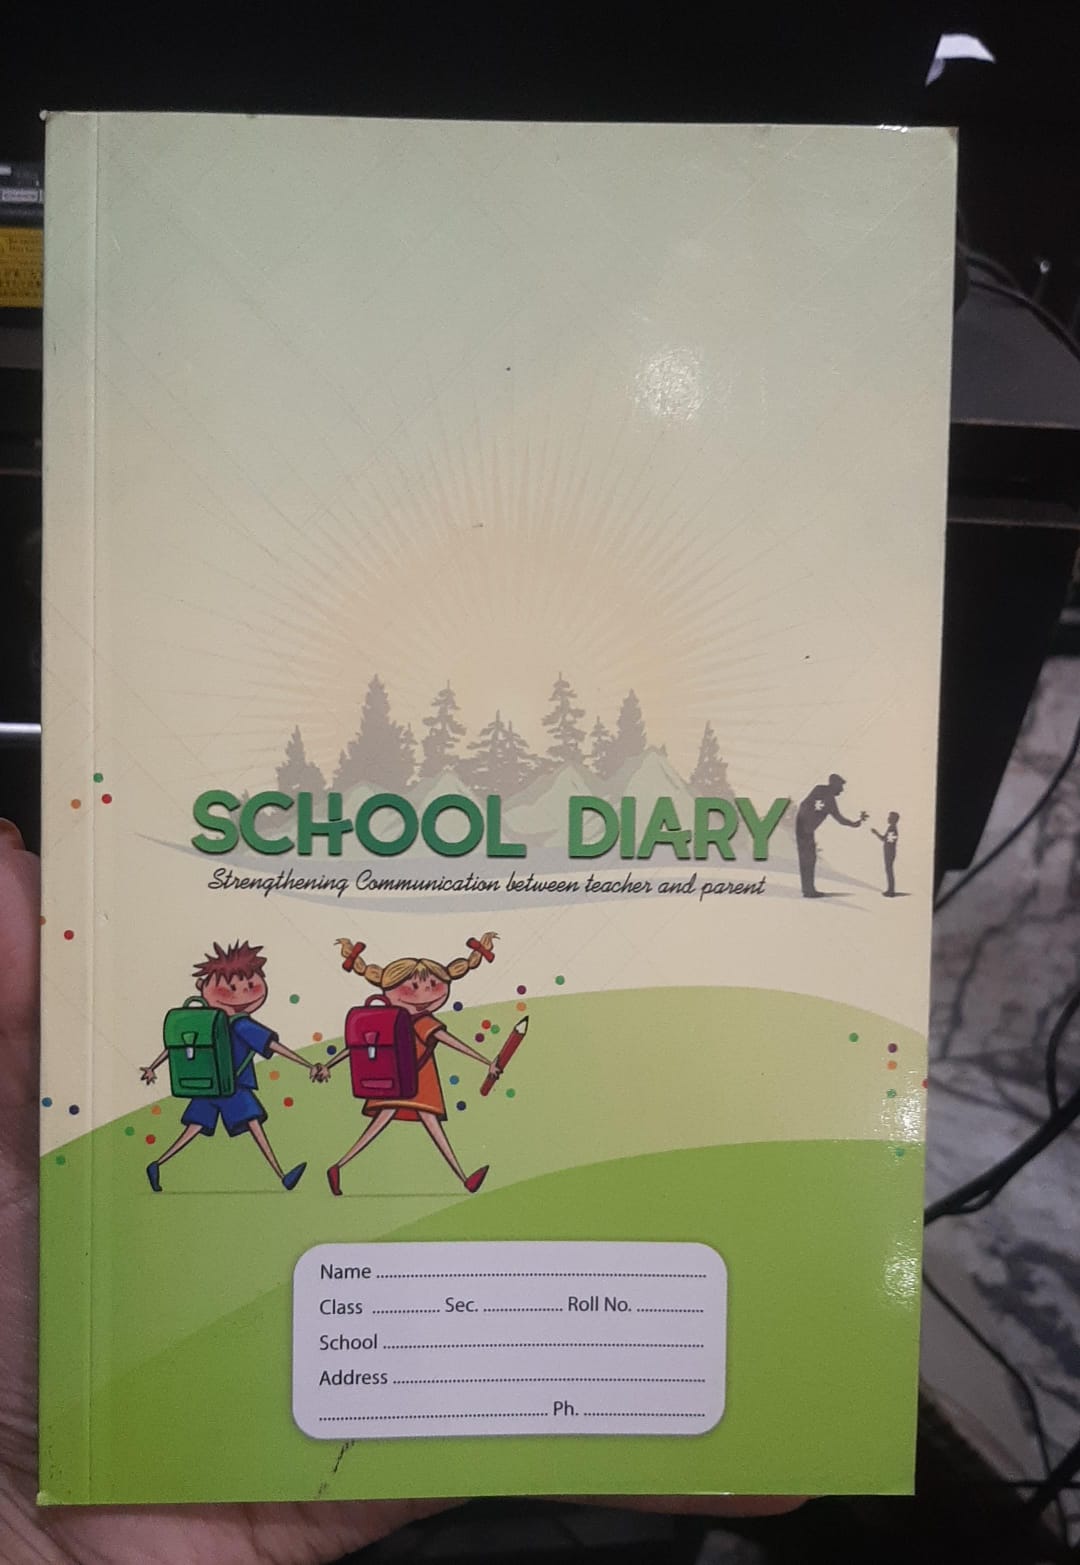 SCHOOL DIARY
Strengthening Communication between teacher and parent
Name ........................................................................
Class ............... Sec. ................. Roll No. ...............
School ......................................................................
Address ....................................................................
.................................................. Ph. ...........................